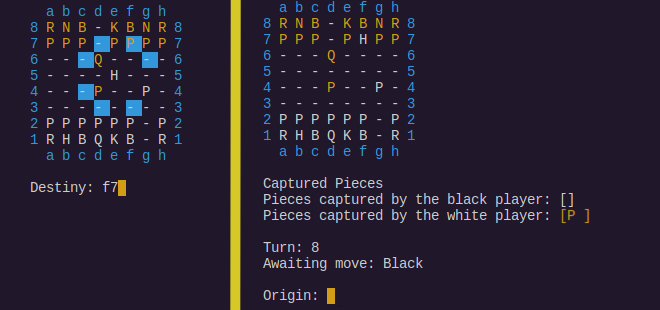 a b c d e f g h
8 R N B - K B N R 8
7 P P P - P P P P 7
6 - - - Q - - - - 6
5 - - - - H - - - 5
4 - - - P - - P - 4
3 - - - - - - - - 3
2 P P P P P P - P 2
1 R H B Q K B - R 1
a b c d e f g h
Destiny: f7
a b c d e f g h
8 R N B - K B N R 8
7 P P P - P H P P 7
6 - - - Q - - - - 6
5 - - - - - - - - 5
4 - - - P - - P - 4
3 - - - - - - - - 3
2 P P P P P P - P 2
1 R H B Q K B - R 1
a b c d e f g h
Captured Pieces
Pieces captured by the black player: []
Pieces captured by the white player: [P ]
Turn: 8
Awaiting move: Black
Origin: